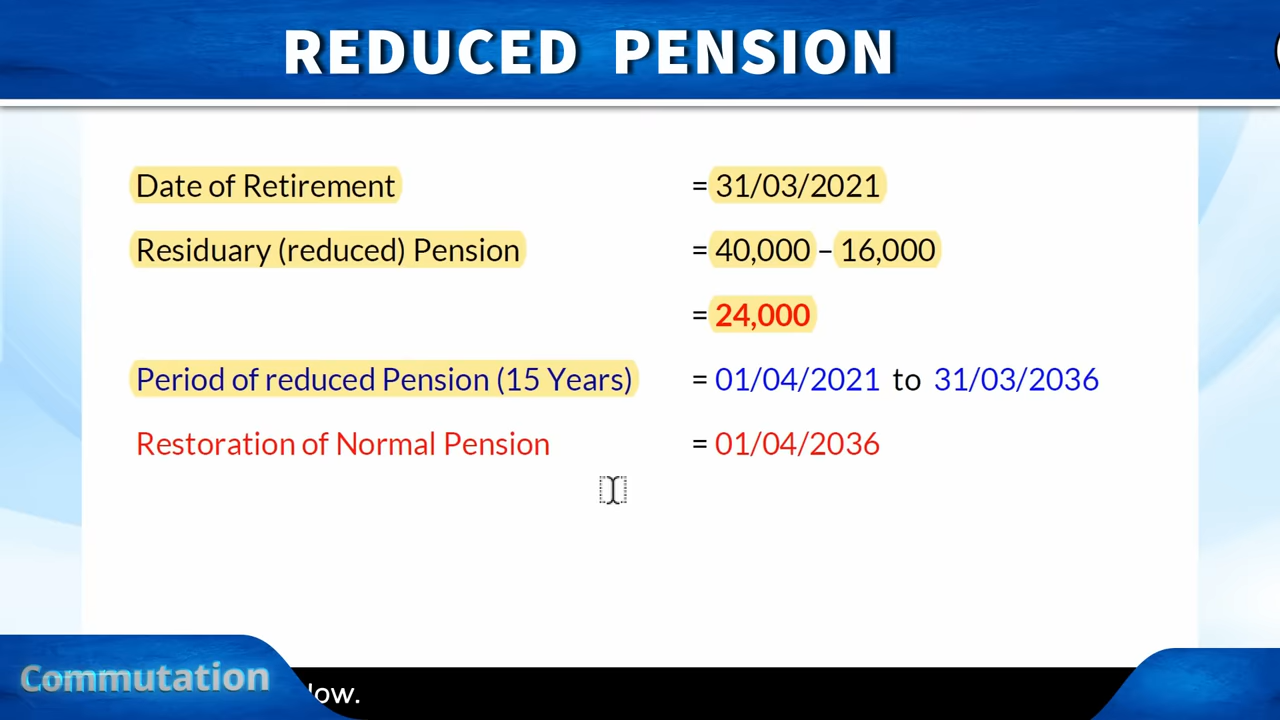 REDUCED PENSION
Date of Retirement = 31/03/2021
Residuary (reduced) Pension = 40,000 – 16,000
= 24,000
Period of reduced Pension (15 Years) = 01/04/2021 to 31/03/2036
Restoration of Normal Pension = 01/04/2036
Commutation